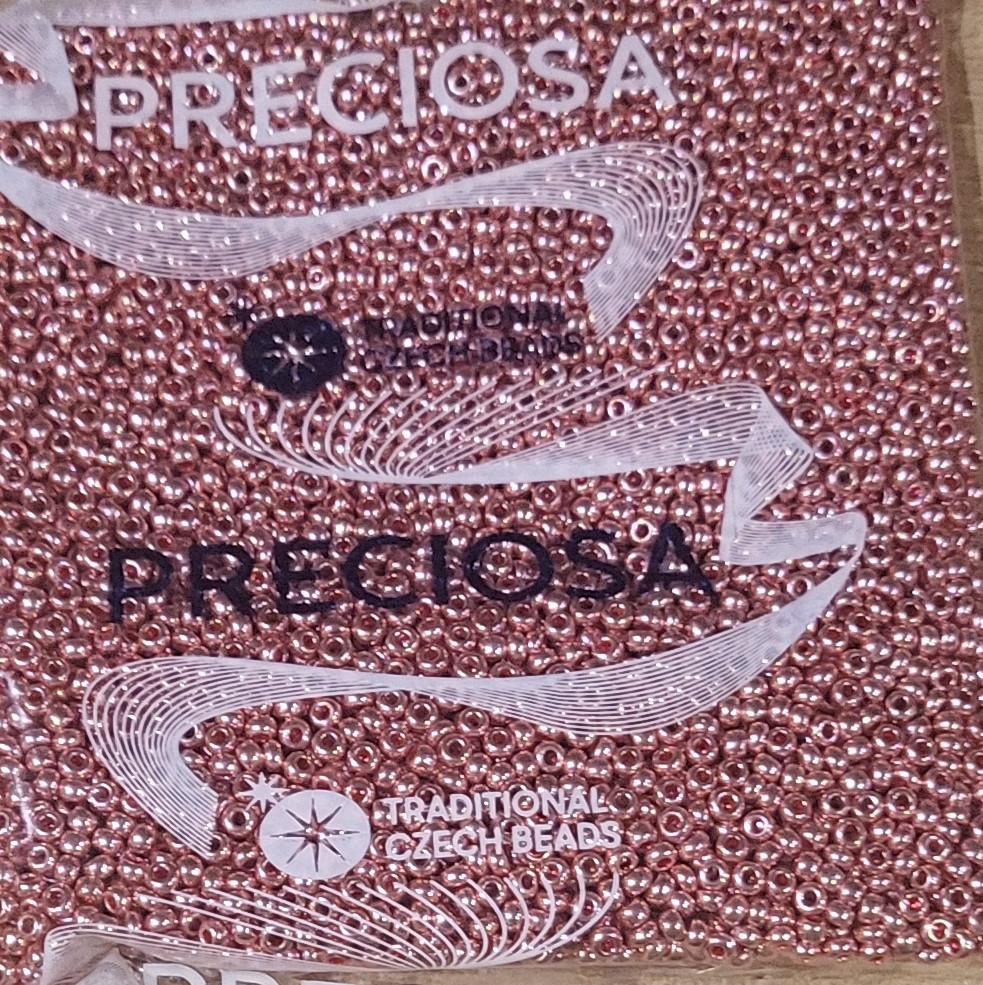 PRECIOSA
TRADITIONAL
CZECH BEADS
PRECIOSA
TRADITIONAL
CZECH BEADS